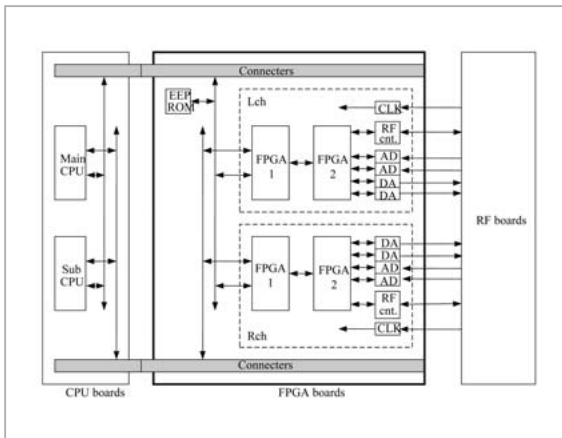 Connecters
EEP
ROM
Lch
CLK
RF
cnt.
Main
CPU
FPGA
1
FPGA
2
AD
AD
DA
DA
RF boards
Sub
CPU
FPGA
1
FPGA
2
DA
DA
AD
AD
RF
cnt.
CLK
Rch
Connecters
CPU boards
FPGA boards